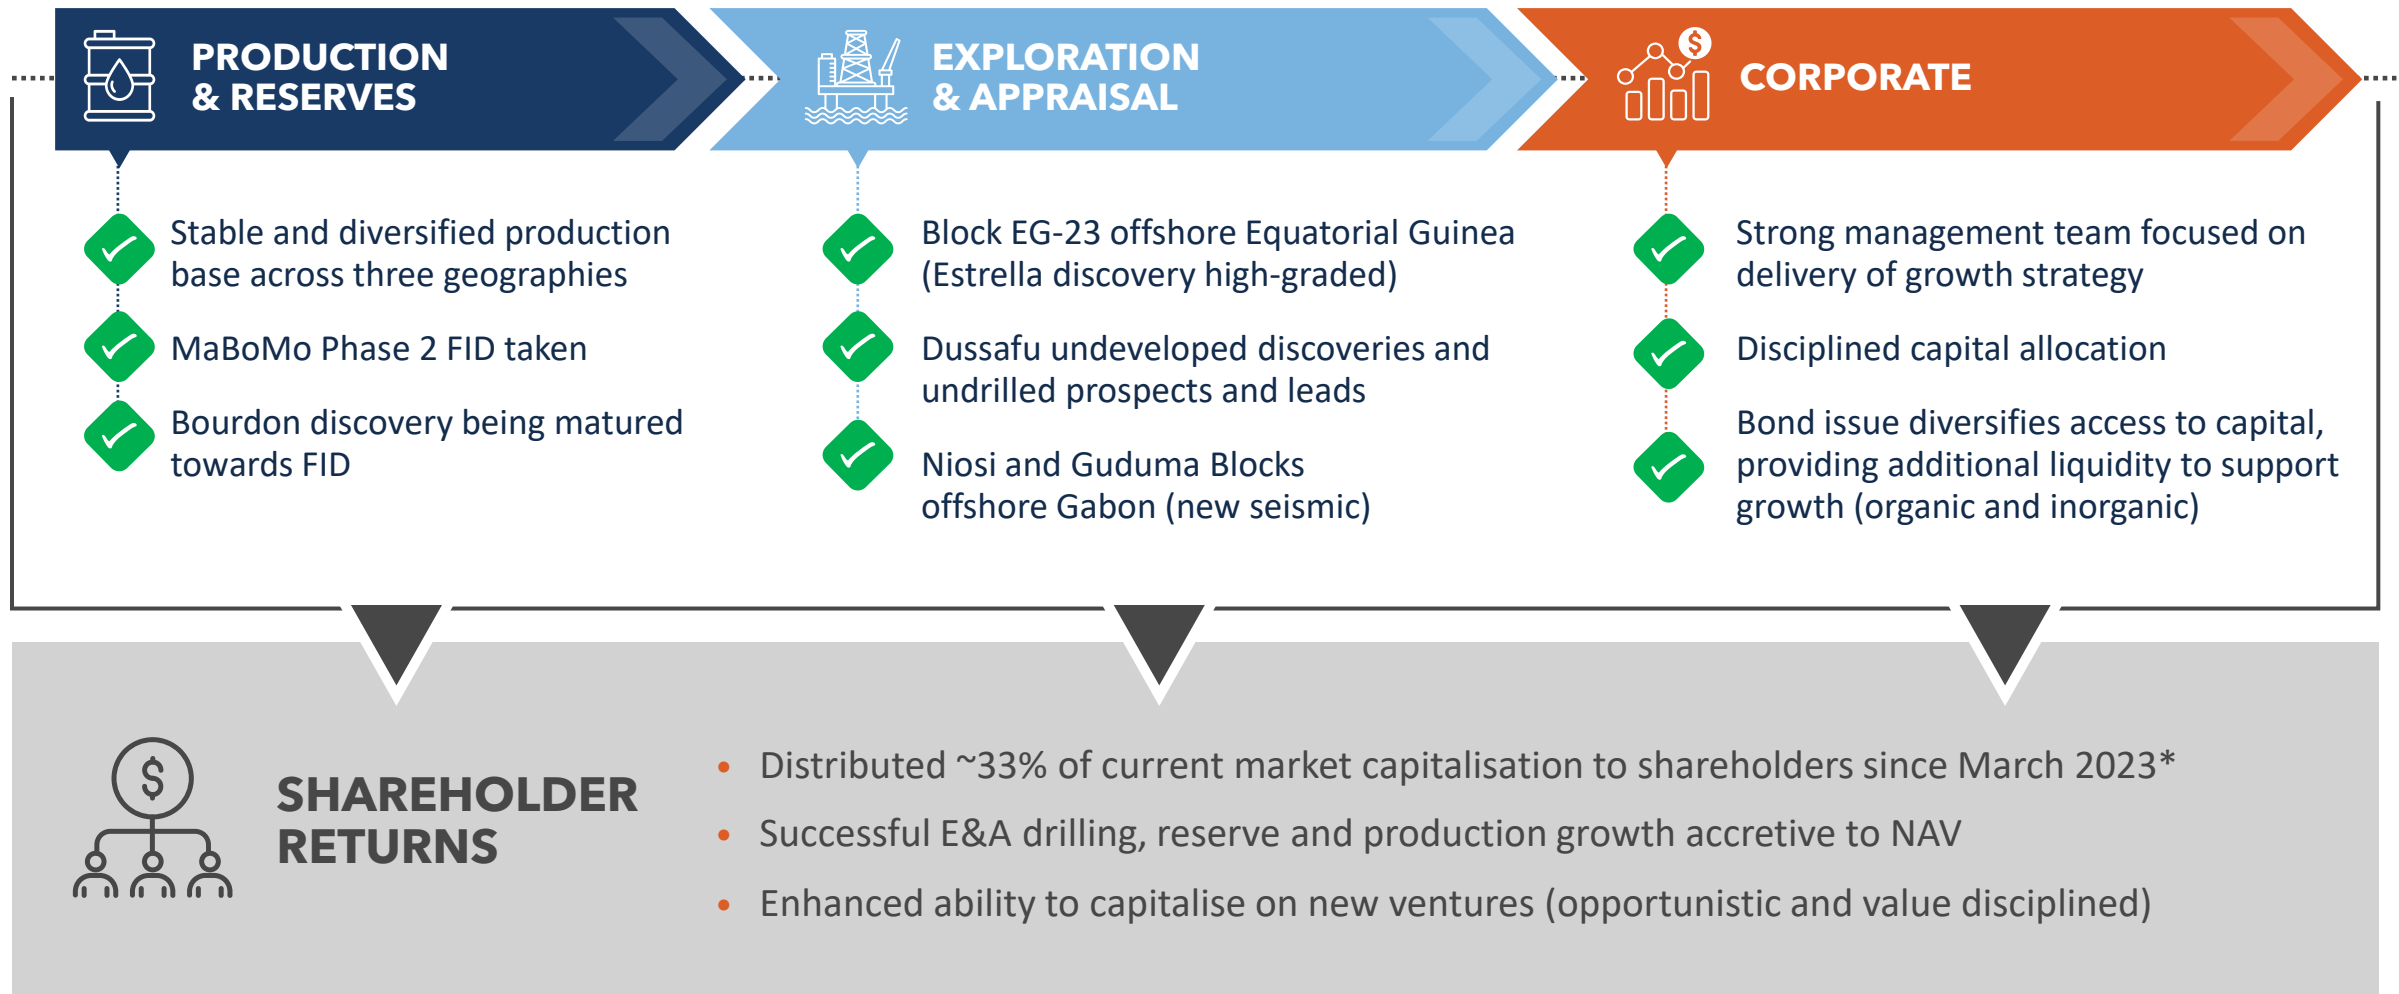 PRODUCTION
& RESERVES
Stable and diversified production
base across three geographies
MaBoMo Phase 2 FID taken
Bourdon discovery being matured
towards FID
EXPLORATION
& APPRAISAL
Block EG-23 offshore Equatorial Guinea
(Estrella discovery high-graded)
Dussafu undeveloped discoveries and
undrilled prospects and leads
Niosi and Guduma Blocks
offshore Gabon (new seismic)
$
CORPORATE
Strong management team focused on
delivery of growth strategy
Disciplined capital allocation
Bond issue diversifies access to capital,
providing additional liquidity to support
growth (organic and inorganic)
$
SHAREHOLDER
RETURNS
• Distributed ~33% of current market capitalisation to shareholders since March 2023*
• Successful E&A drilling, reserve and production growth accretive to NAV
• Enhanced ability to capitalise on new ventures (opportunistic and value disciplined)